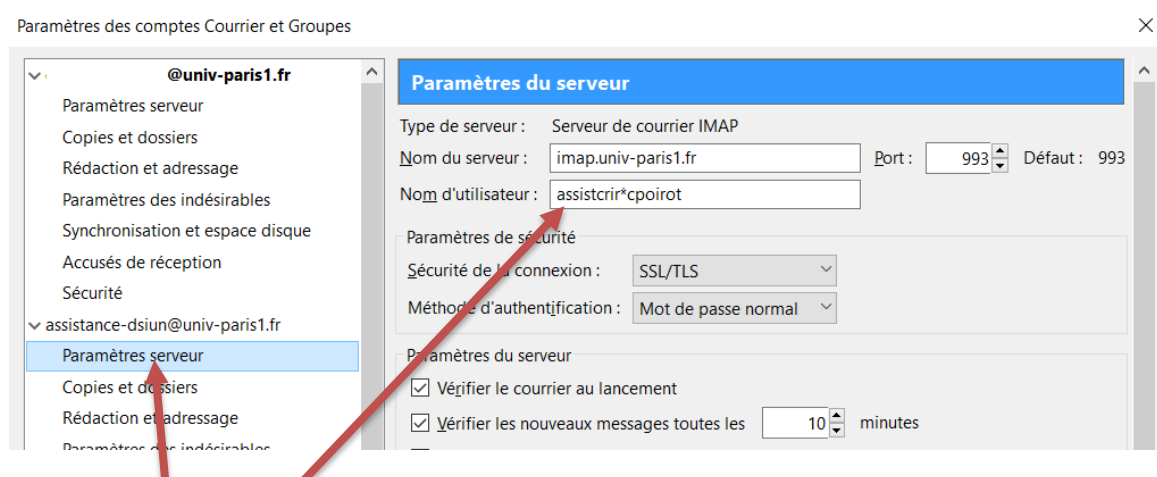 Paramètres des comptes Courrier et Groupes
@univ-paris1.fr
Paramètres serveur
Copies et dossiers
Rédaction et adressage
Paramètres des indésirables
Synchronisation et espace disque
Accusés de réception
Sécurité
assistance-dsiun@univ-paris1.fr
Paramètres serveur
Copies et dossiers
Rédaction et adressage
Paramètres des indésirables
Paramètres du serveur
Type de serveur : Serveur de courrier IMAP
Nom du serveur : imap.univ-paris1.fr Port : 993 Défaut : 993
Nom d'utilisateur : assistcrir*cpoirot
Paramètres de sécurité
Sécurité de la connexion : SSL/TLS
Méthode d'authentification : Mot de passe normal
Paramètres du serveur
Vérifier le courrier au lancement
Vérifier les nouveaux messages toutes les 10 minutes